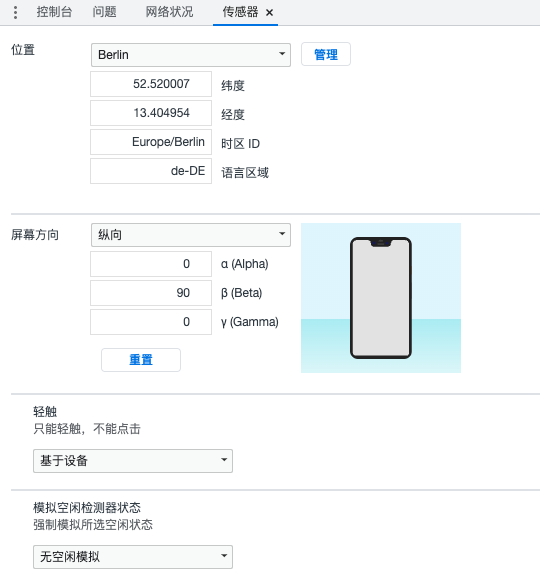 控制台 问题 网络状况 传感器 ×
位置 Berlin 管理
52.520007 纬度
13.404954 经度
Europe/Berlin 时区 ID
de-DE 语言区域
屏幕方向 纵向
0 α (Alpha)
90 β (Beta)
0 γ (Gamma)
重置
轻触
只能轻触，不能点击
基于设备
模拟空闲检测器状态
强制模拟所选空闲状态
无空闲模拟